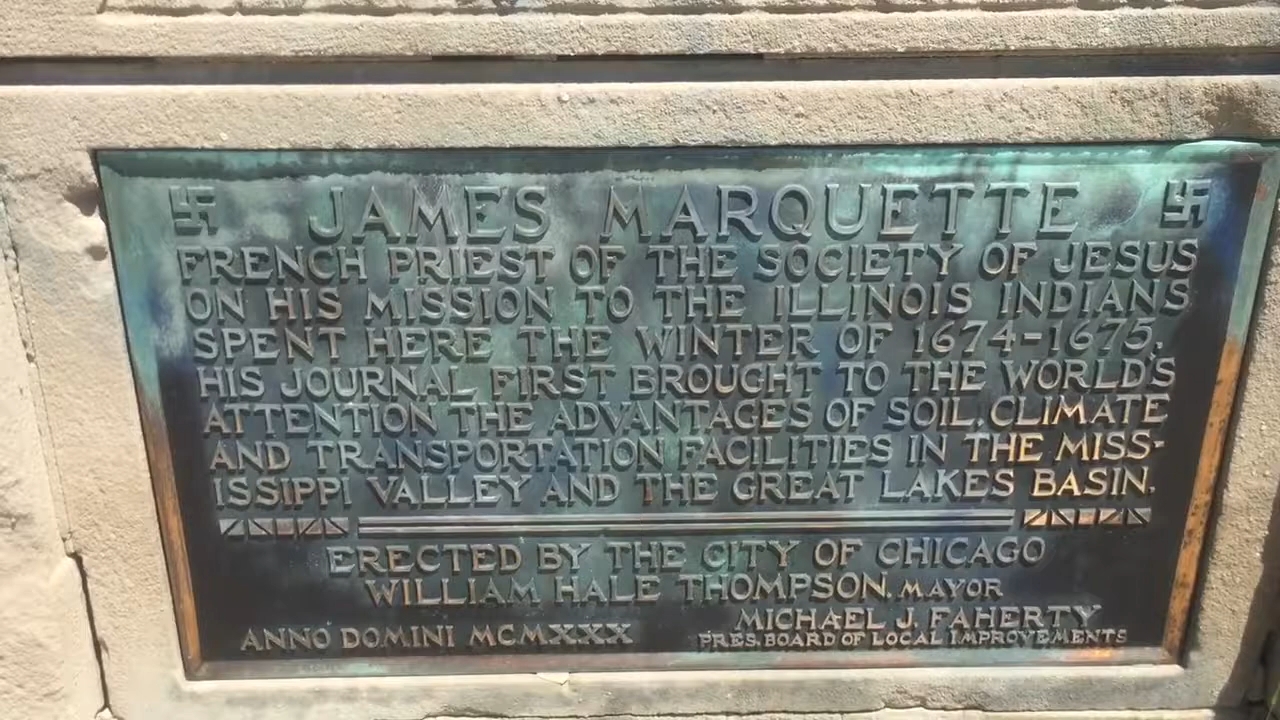 JAMES MARQUETTE
FRENCH PRIEST OF THE SOCIETY OF JESUS
ON HIS MISSION TO THE ILLINOIS INDIANS
SPENT HERE THE WINTER OF 1674-1675.
HIS JOURNAL FIRST BROUGHT TO THE WORLD'S
ATTENTION THE ADVANTAGES OF SOIL, CLIMATE
AND TRANSPORTATION FACILITIES IN THE MISS-
ISSIPPI VALLEY AND THE GREAT LAKES BASIN.
ERECTED BY THE CITY OF CHICAGO
WILLIAM HALE THOMPSON, MAYOR
MICHAEL J. FAHERTY
ANNO DOMINI MCMXXX PRES. BOARD OF LOCAL IMPROVEMENTS